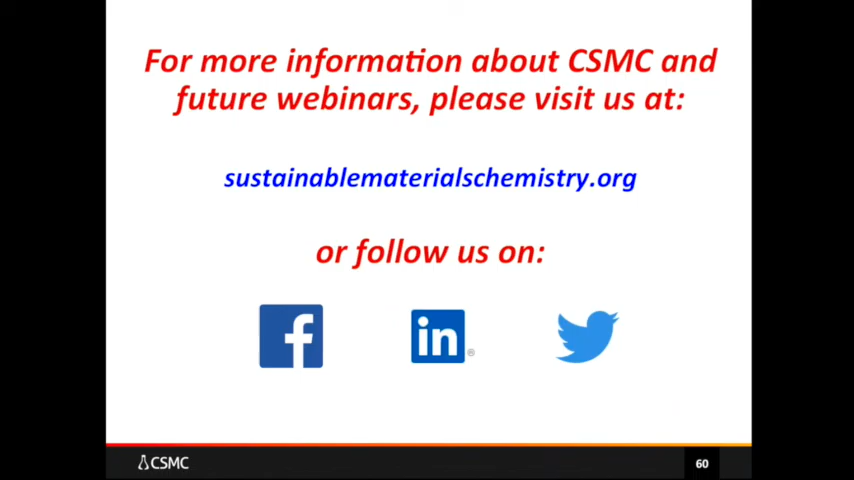 For more information about CSMC and
future webinars, please visit us at:
sustainablematerialschemistry.org
or follow us on:
f
in ®
CSMC
60